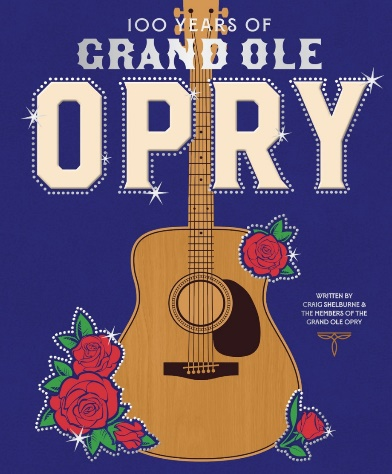 100 YEARS OF
GRAND OLE
OPRY
WRITTEN BY
CRAIG SHELBURNE &
THE MEMBERS OF THE
GRAND OLE OPRY